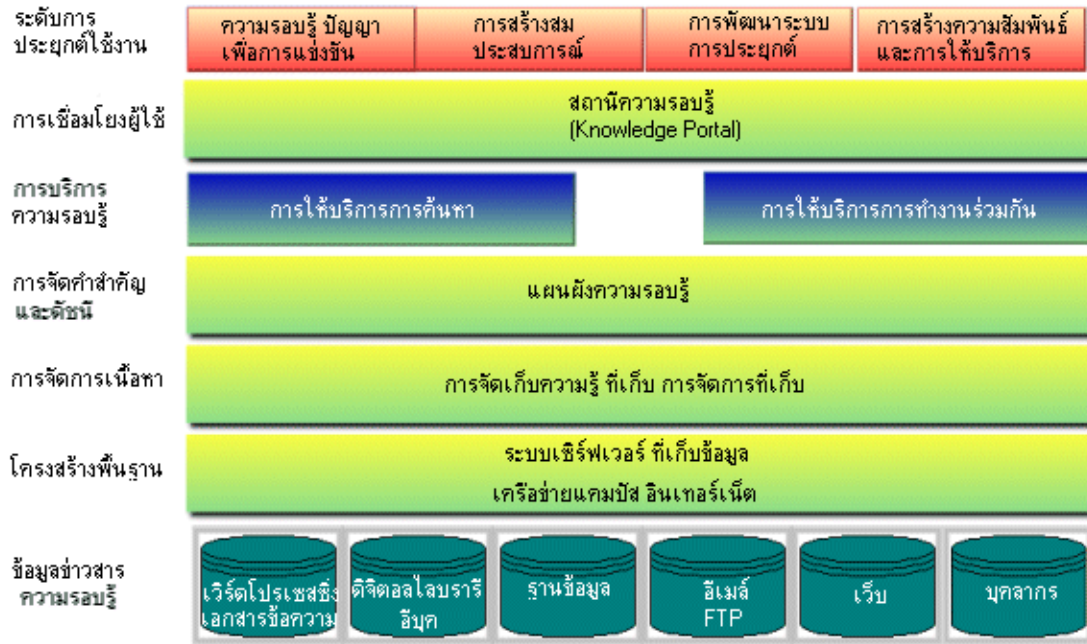 ระดับการ
ประยุกต์ใช้งาน
ความรอบรู้ ปัญญา
เพื่อการแข่งขัน
การสร้างสม
ประสบการณ์
การพัฒนาระบบ
การประยุกต์
การสร้างความสัมพันธ์
และการให้บริการ
การเชื่อมโยงผู้ใช้
สถานีความรอบรู้
(Knowledge Portal)
การบริการ
ความรอบรู้
การให้บริการการค้นหา
การให้บริการการทำงานร่วมกัน
การจัดคำสำคัญ
และดัชนี
แผนผังความรอบรู้
การจัดการเนื้อหา
การจัดเก็บความรู้ ที่เก็บ การจัดการที่เก็บ
โครงสร้างพื้นฐาน
ระบบเซิร์ฟเวอร์ ที่เก็บข้อมูล
เครือข่ายแคมปัส อินเทอร์เน็ต
ข้อมูลข่าวสาร
ความรอบรู้
เวิร์ดโปรเซสซิ่ง
เอกสารข้อความ
ดิจิตอลไลบรารี
อีบุค
ฐานข้อมูล
อีเมล์
FTP
เว็บ
บุคลากร